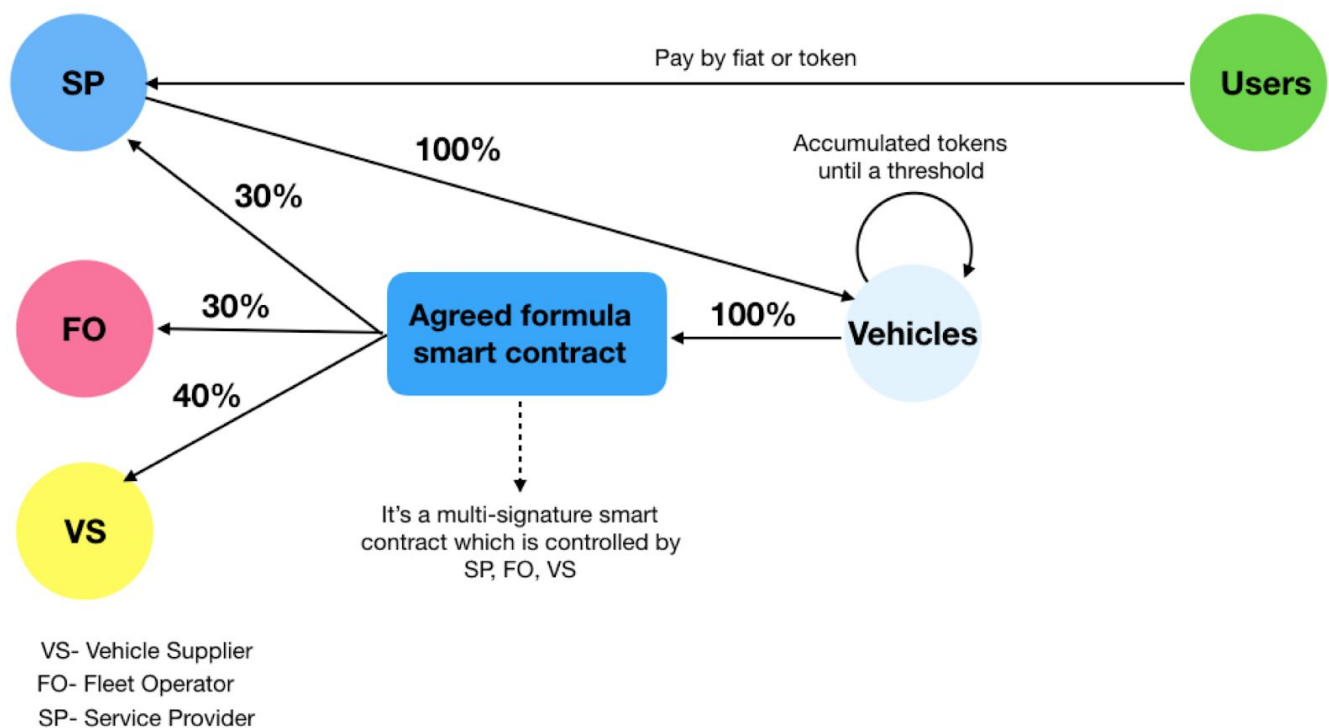 SP
Pay by fiat or token
Users
100%
Accumulated tokens
until a threshold
30%
FO
30%
Agreed formula
smart contract
100%
Vehicles
40%
VS
It's a multi-signature smart
contract which is controlled by
SP, FO, VS
VS- Vehicle Supplier
FO- Fleet Operator
SP- Service Provider